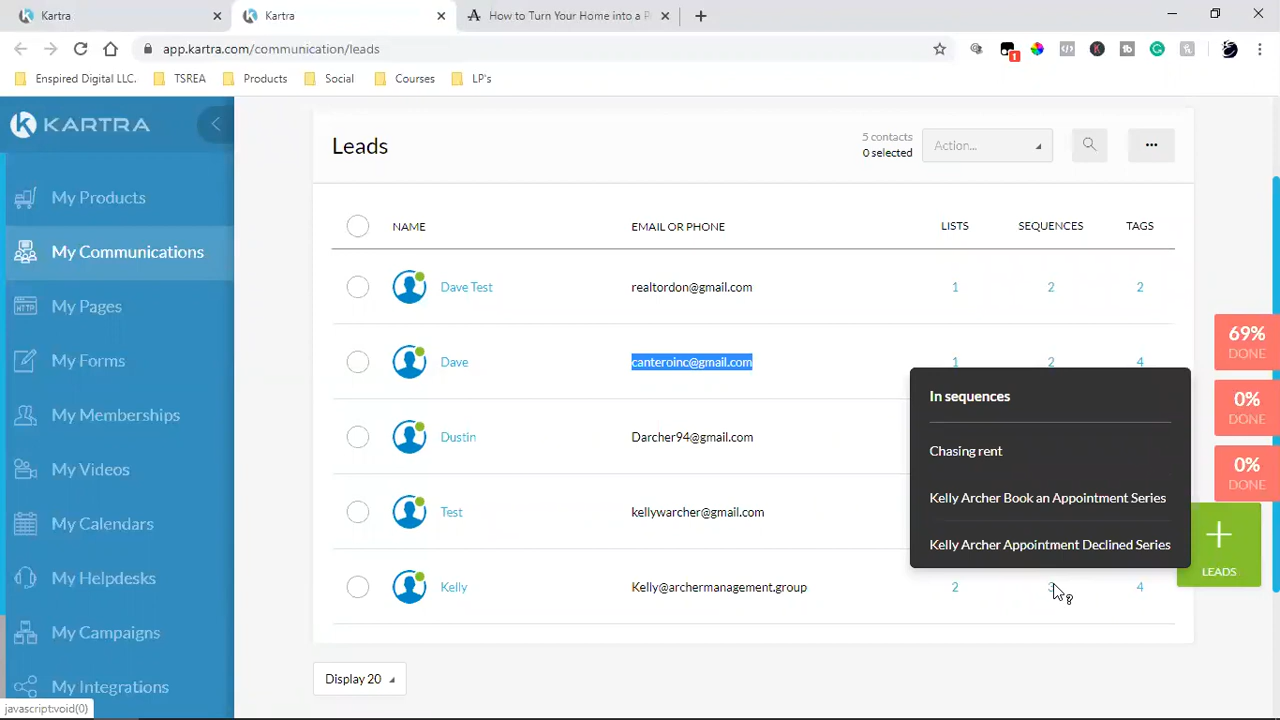 Kartra
Kartra
How to Turn Your Home into a R
app.kartra.com/communication/leads
1
Enspired Digital LLC.
TSREA
Products
Social
Courses
LP's
KARTRA
My Products
My Communications
My Pages
My Forms
My Memberships
My Videos
My Calendars
My Helpdesks
My Campaigns
My Integrations
javascript:void(0)
Leads
5 contacts
0 selected
Action...
NAME EMAIL OR PHONE LISTS SEQUENCES TAGS
Dave Test realtordon@gmail.com 1 2 2
Dave canteroinc@gmail.com 1 2 4
Dustin Darcher94@gmail.com
Test kellywarcher@gmail.com
Kelly Kelly@archermanagement.group 2 3 4
In sequences
Chasing rent
Kelly Archer Book an Appointment Series
Kelly Archer Appointment Declined Series
69%
DONE
0%
DONE
0%
DONE
LEADS
Display 20